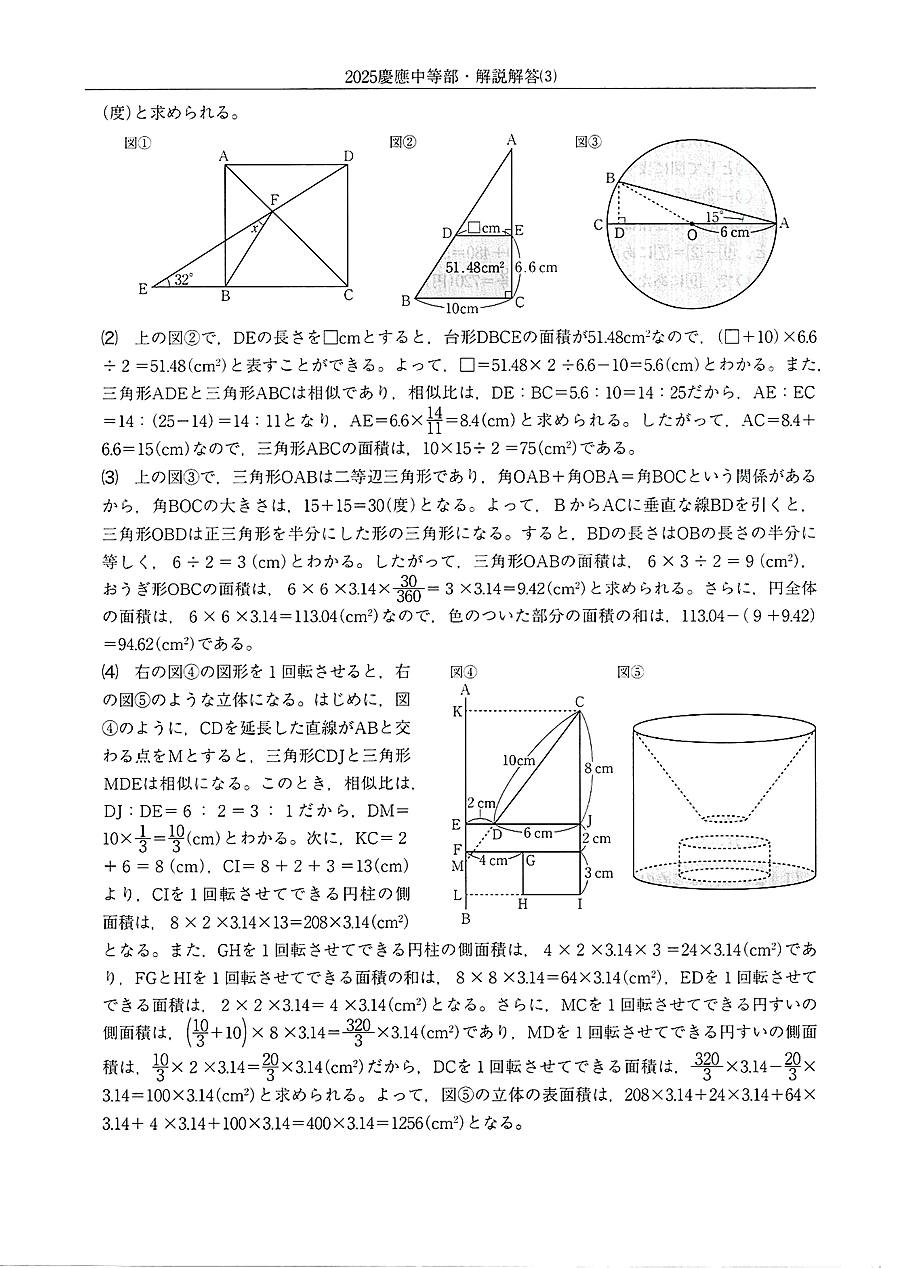 2025慶應中等部・解説解答⑶
(度)と求められる。
図① 図② 図③
A D F x 32° E B C
A D □cm E 51.48cm² 6.6cm B 10cm C
B C D O 15° 6cm A
⑵ 上の図②で，DEの長さを□cmとすると，台形DBCEの面積が51.48cm²なので，(□＋10)×6.6
÷2＝51.48(cm²)と表すことができる。よって，□＝51.48×2÷6.6−10＝5.6(cm)とわかる。また，
三角形ADEと三角形ABCは相似であり，相似比は，DE：BC＝5.6：10＝14：25だから，AE：EC
＝14：(25−14)＝14：11となり，AE＝6.6×14/11＝8.4(cm)と求められる。したがって，AC＝8.4＋
6.6＝15(cm)なので，三角形ABCの面積は，10×15÷2＝75(cm²)である。
⑶ 上の図③で，三角形OABは二等辺三角形であり，角OAB＋角OBA＝角BOCという関係がある
から，角BOCの大きさは，15＋15＝30(度)となる。よって，BからACに垂直な線BDを引くと，
三角形OBDは正三角形を半分にした形の三角形になる。すると，BDの長さはOBの長さの半分に
等しく，6÷2＝3(cm)とわかる。したがって，三角形OABの面積は，6×3÷2＝9(cm²)，
おうぎ形OBCの面積は，6×6×3.14×30/360＝3×3.14＝9.42(cm²)と求められる。さらに，円全体
の面積は，6×6×3.14＝113.04(cm²)なので，色のついた部分の面積の和は，113.04−(9＋9.42)
＝94.62(cm²)である。
⑷ 右の図④の図形を1回転させると，右
の図⑤のような立体になる。はじめに，図
④のように，CDを延長した直線がABと交
わる点をMとすると，三角形CDJと三角形
MDEは相似になる。このとき，相似比は，
DJ：DE＝6：2＝3：1だから，DM＝
10×1/3＝10/3(cm)とわかる。次に，KC＝2
＋6＝8(cm)，CI＝8＋2＋3＝13(cm)
より，CIを1回転させてできる円柱の側
面積は，8×2×3.14×13＝208×3.14(cm²)
図④ 図⑤
A
K C
10cm 8cm
2cm
E D 6cm J
F 2cm
M 4cm G
3cm
L H I
B
となる。また，GHを1回転させてできる円柱の側面積は，4×2×3.14×3＝24×3.14(cm²)であ
り，FGとHIを1回転させてできる面積の和は，8×8×3.14＝64×3.14(cm²)，EDを1回転させて
できる面積は，2×2×3.14＝4×3.14(cm²)となる。さらに，MCを1回転させてできる円すいの
側面積は，(10/3＋10)×8×3.14＝320/3×3.14(cm²)であり，MDを1回転させてできる円すいの側面
積は，10/3×2×3.14＝20/3×3.14(cm²)だから，DCを1回転させてできる面積は，320/3×3.14−20/3×
3.14＝100×3.14(cm²)と求められる。よって，図⑤の立体の表面積は，208×3.14＋24×3.14＋64×
3.14＋4×3.14＋100×3.14＝400×3.14＝1256(cm²)となる。